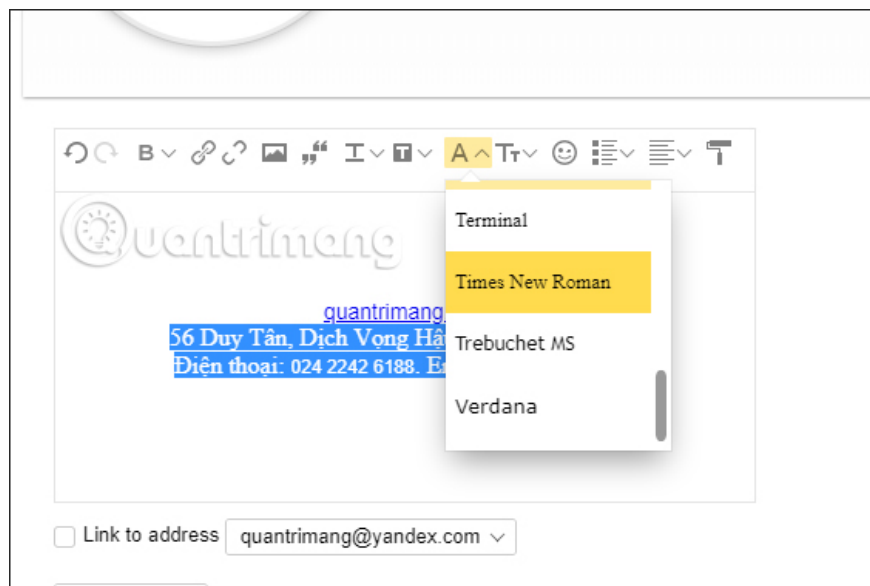 B T A TT
Quantrimang
Terminal
Times New Roman
quantrimang
56 Duy Tân, Dịch Vọng Hậ
Trebuchet MS
Điện thoại: 024 2242 6188. E
Verdana
Link to address quantrimang@yandex.com